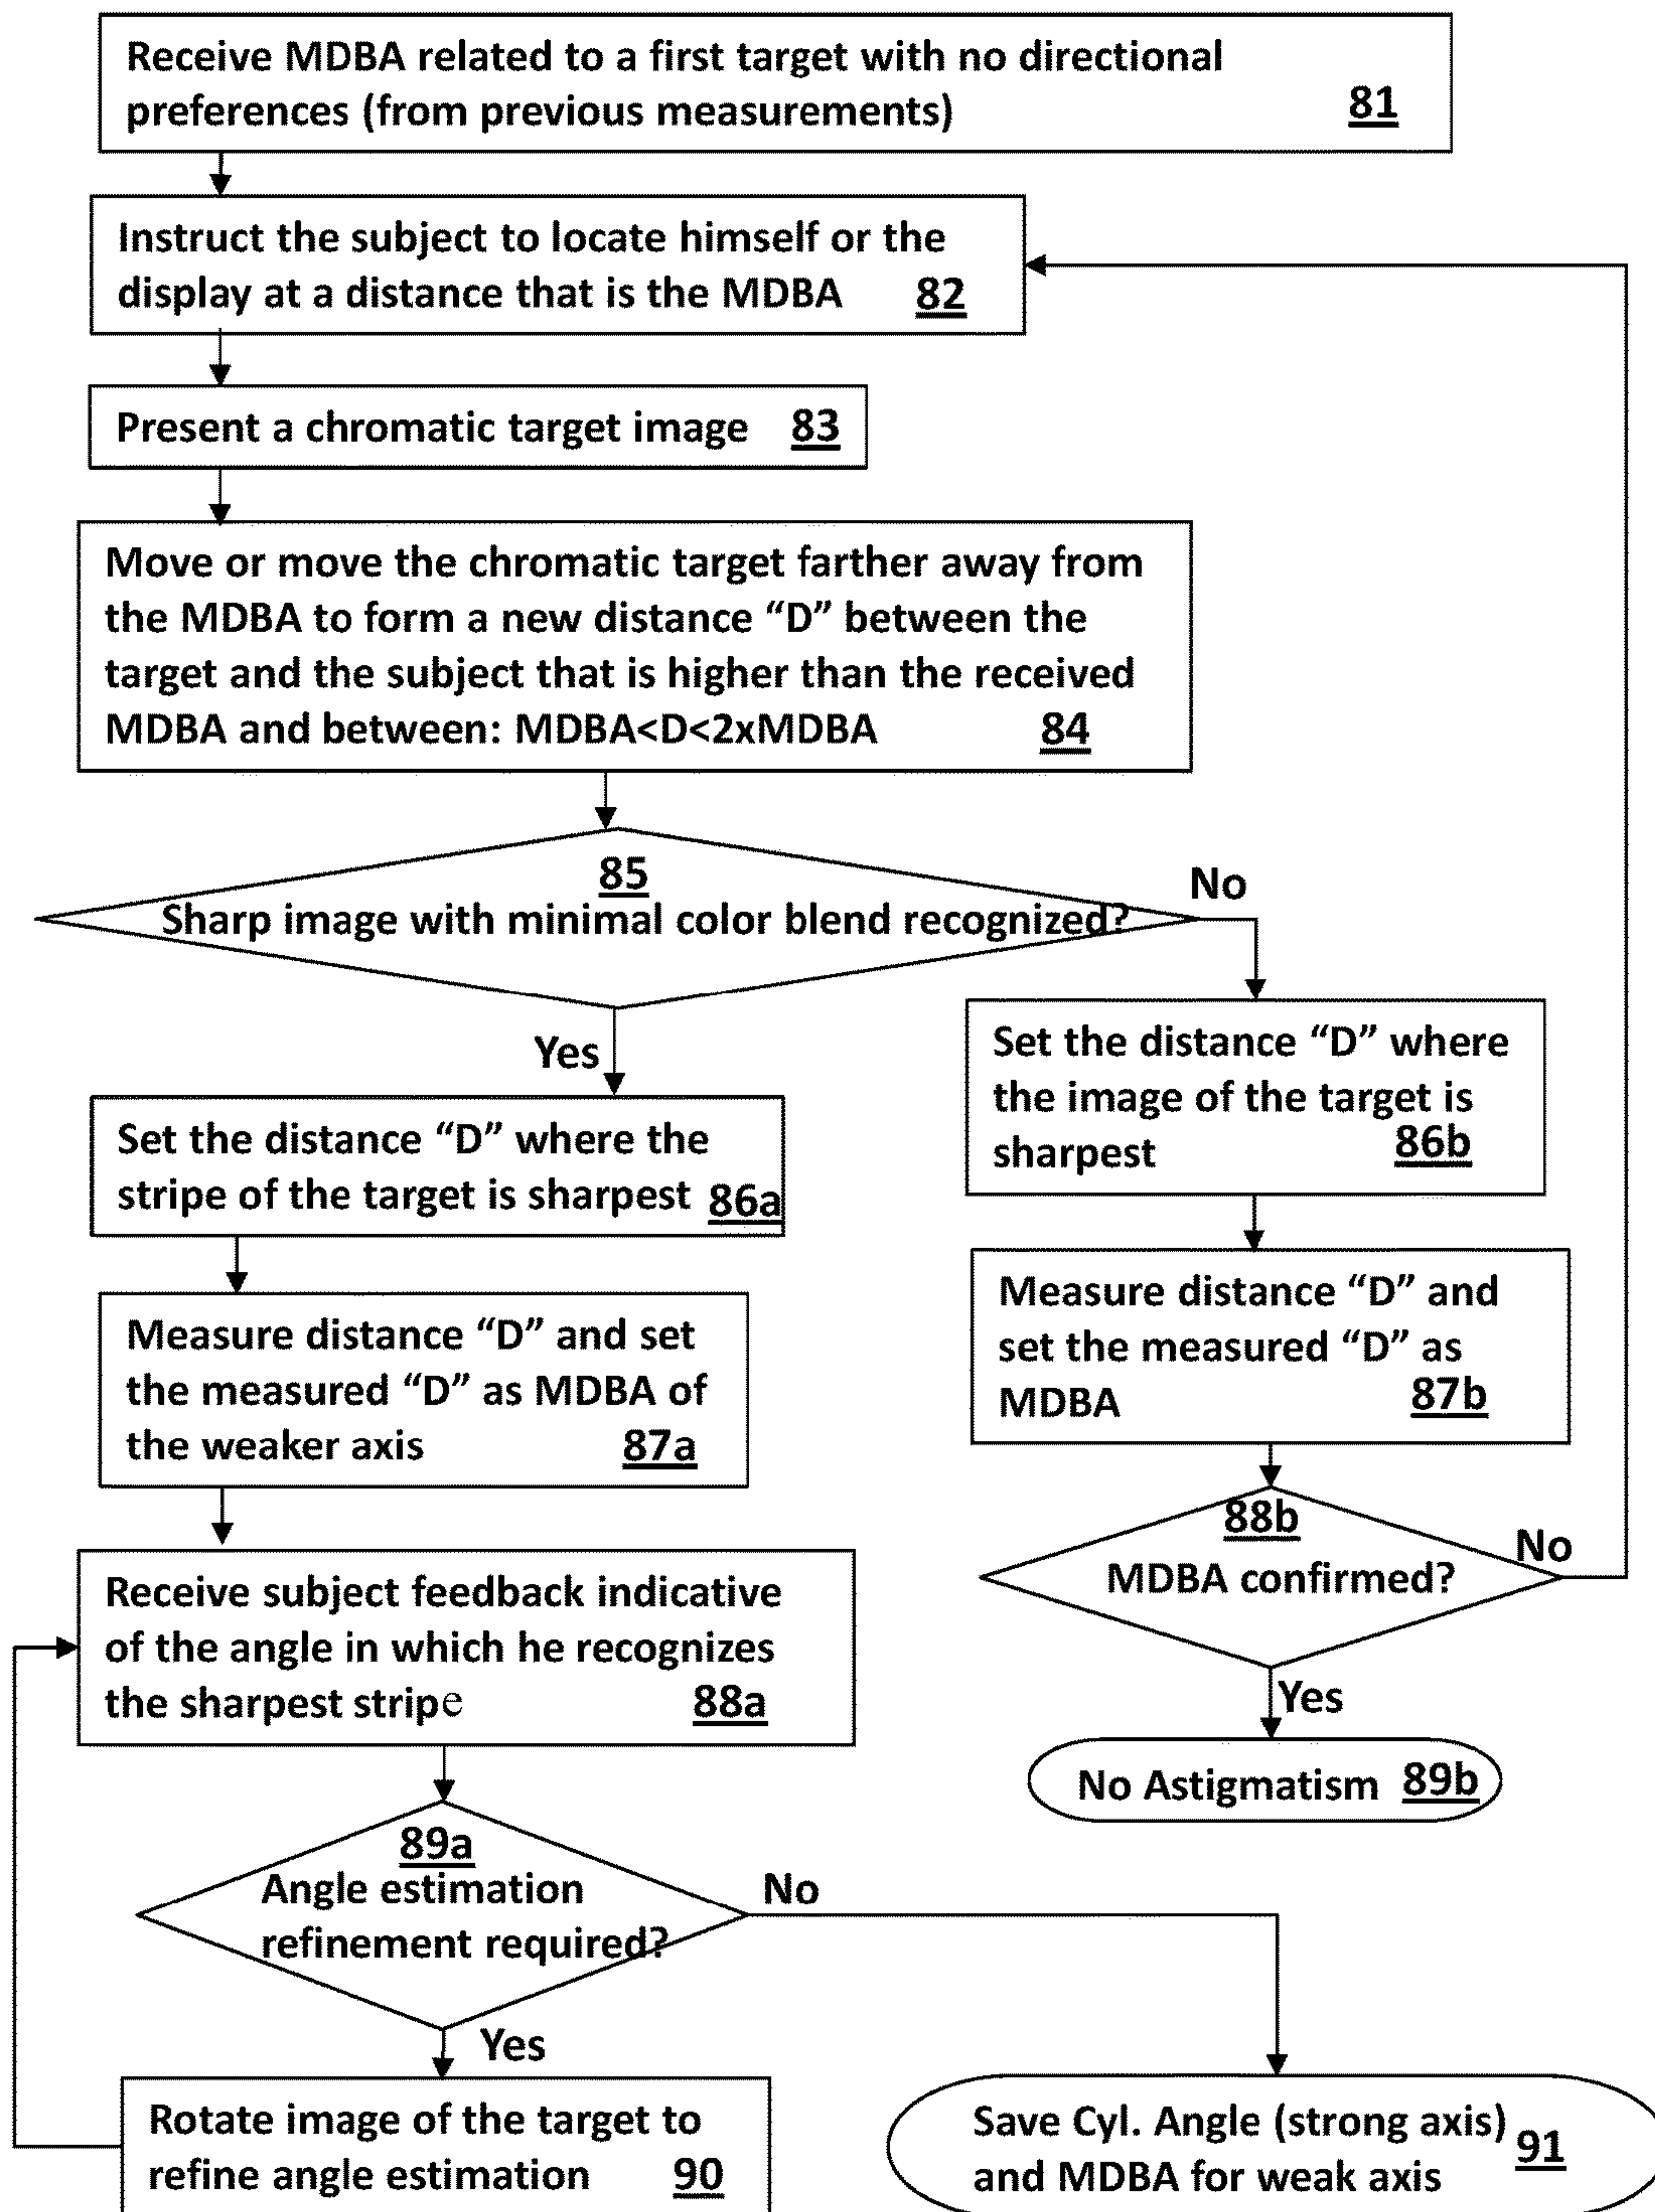 Receive MDBA related to a first target with no directional
preferences (from previous measurements) 81
Instruct the subject to locate himself or the
display at a distance that is the MDBA 82
Present a chromatic target image 83
Move or move the chromatic target farther away from
the MDBA to form a new distance “D” between the
target and the subject that is higher than the received
MDBA and between: MDBA<D<2xMDBA 84
85
Sharp image with minimal color blend recognized?
No
Yes
Set the distance “D” where the
stripe of the target is sharpest 86a
Measure distance “D” and set
the measured “D” as MDBA of
the weaker axis 87a
Receive subject feedback indicative
of the angle in which he recognizes
the sharpest stripe 88a
89a
Angle estimation
refinement required?
No
Yes
Rotate image of the target to
refine angle estimation 90
Set the distance “D” where
the image of the target is
sharpest 86b
Measure distance “D” and
set the measured “D” as
MDBA 87b
88b
MDBA confirmed?
No
Yes
No Astigmatism 89b
Save Cyl. Angle (strong axis)
and MDBA for weak axis 91